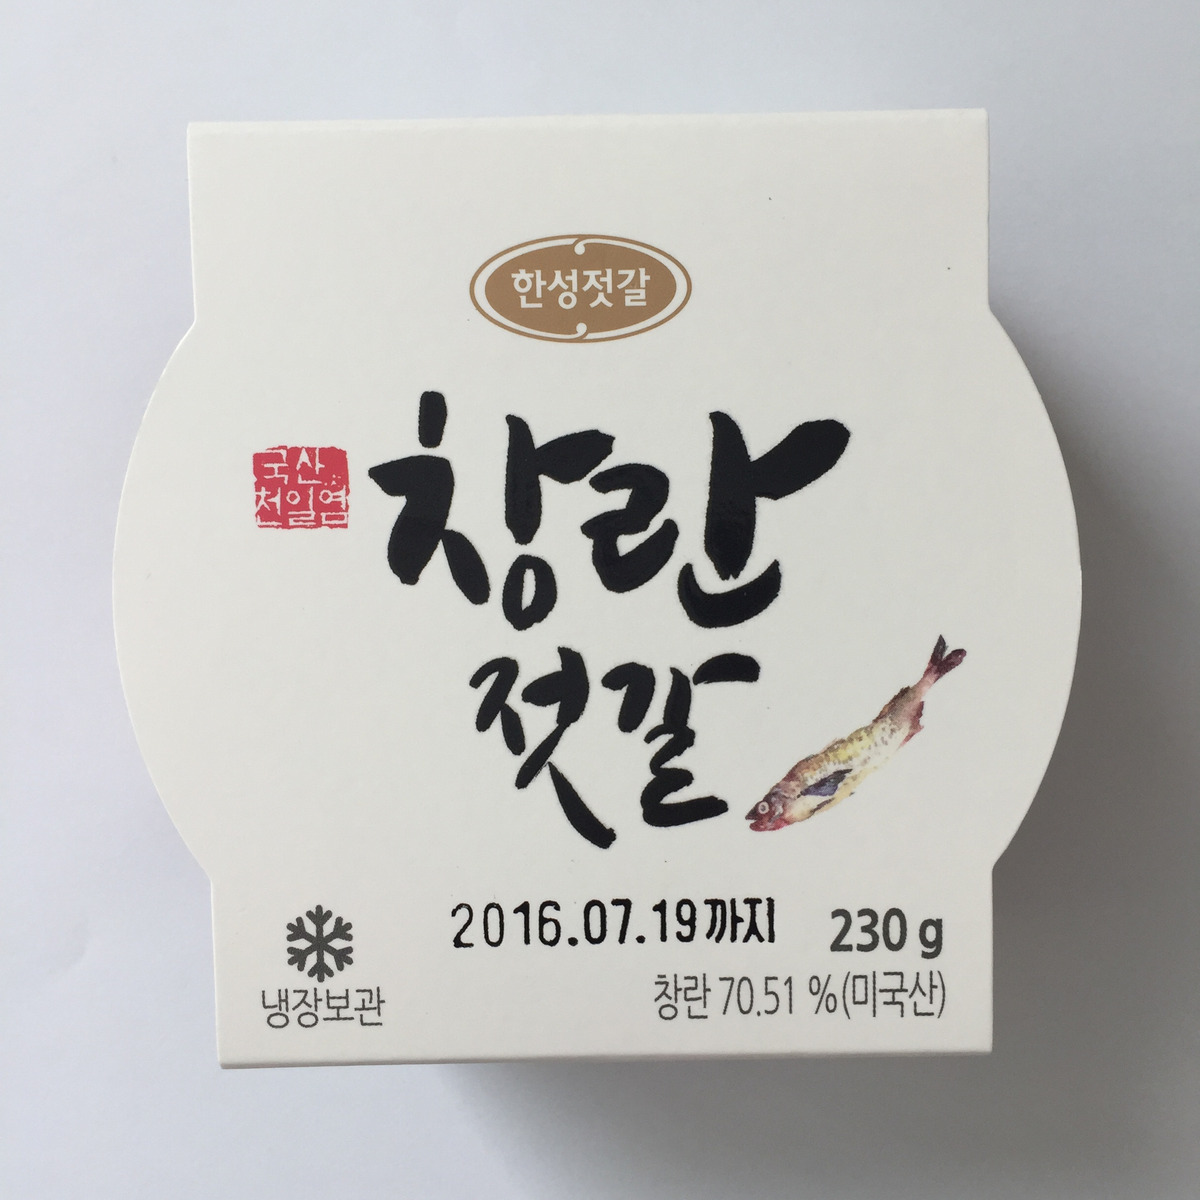 한성젓갈
국산
천일염
창란
젓갈
2016.07.19까지
230 g
냉장보관
창란 70.51 %(미국산)